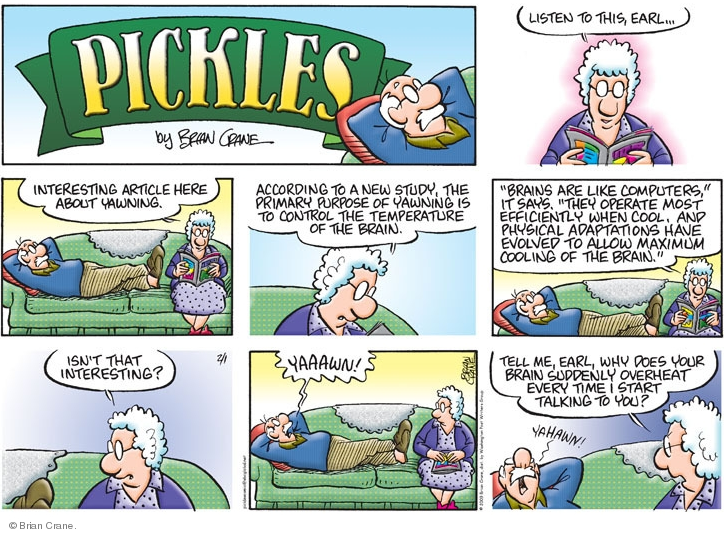 PICKLES
by BRIAN CRANE
LISTEN TO THIS, EARL...
INTERESTING ARTICLE HERE
ABOUT YAWNING.
ACCORDING TO A NEW STUDY, THE
PRIMARY PURPOSE OF YAWNING IS
TO CONTROL THE TEMPERATURE
OF THE BRAIN.
"BRAINS ARE LIKE COMPUTERS,"
IT SAYS. "THEY OPERATE MOST
EFFICIENTLY WHEN COOL, AND
PHYSICAL ADAPTATIONS HAVE
EVOLVED TO ALLOW MAXIMUM
COOLING OF THE BRAIN."
ISN'T THAT
INTERESTING?
2/1
YAAAWN!
BRIAN
CRANE
TELL ME, EARL, WHY DOES YOUR
BRAIN SUDDENLY OVERHEAT
EVERY TIME I START
TALKING TO YOU?
YAHAWN!
© Brian Crane.